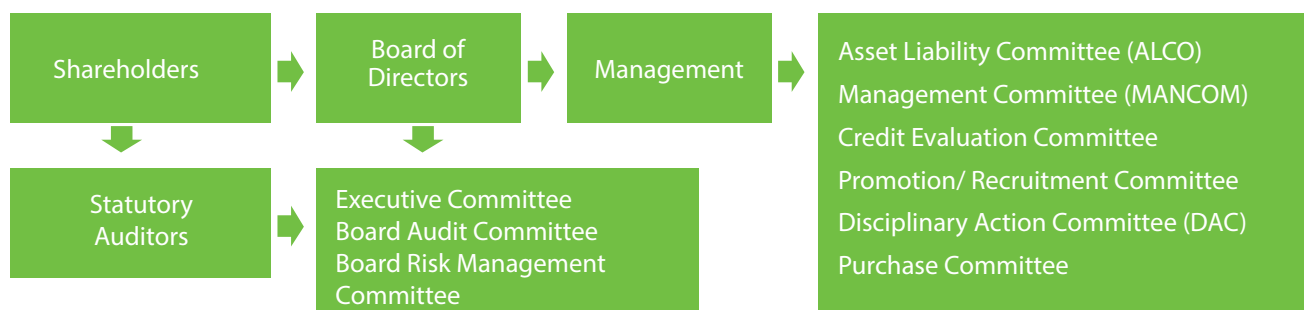 Shareholders
Board of
Directors
Management
Asset Liability Committee (ALCO)
Management Committee (MANCOM)
Credit Evaluation Committee
Promotion/ Recruitment Committee
Disciplinary Action Committee (DAC)
Purchase Committee
Statutory
Auditors
Executive Committee
Board Audit Committee
Board Risk Management
Committee